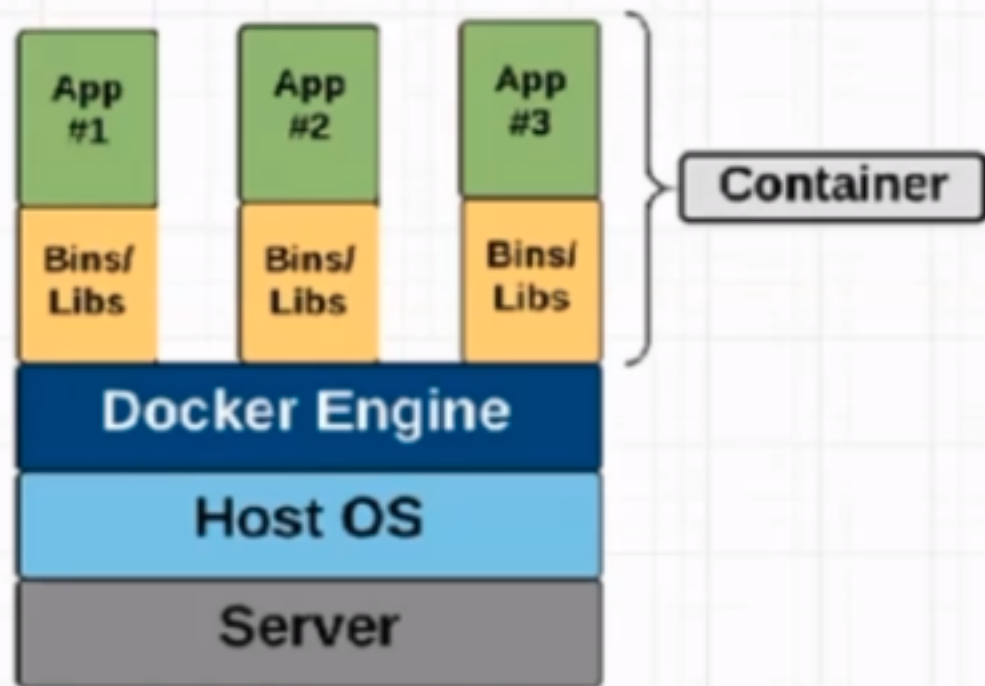 App
#1
App
#2
App
#3
Container
Bins/
Libs
Bins/
Libs
Bins/
Libs
Docker Engine
Host OS
Server